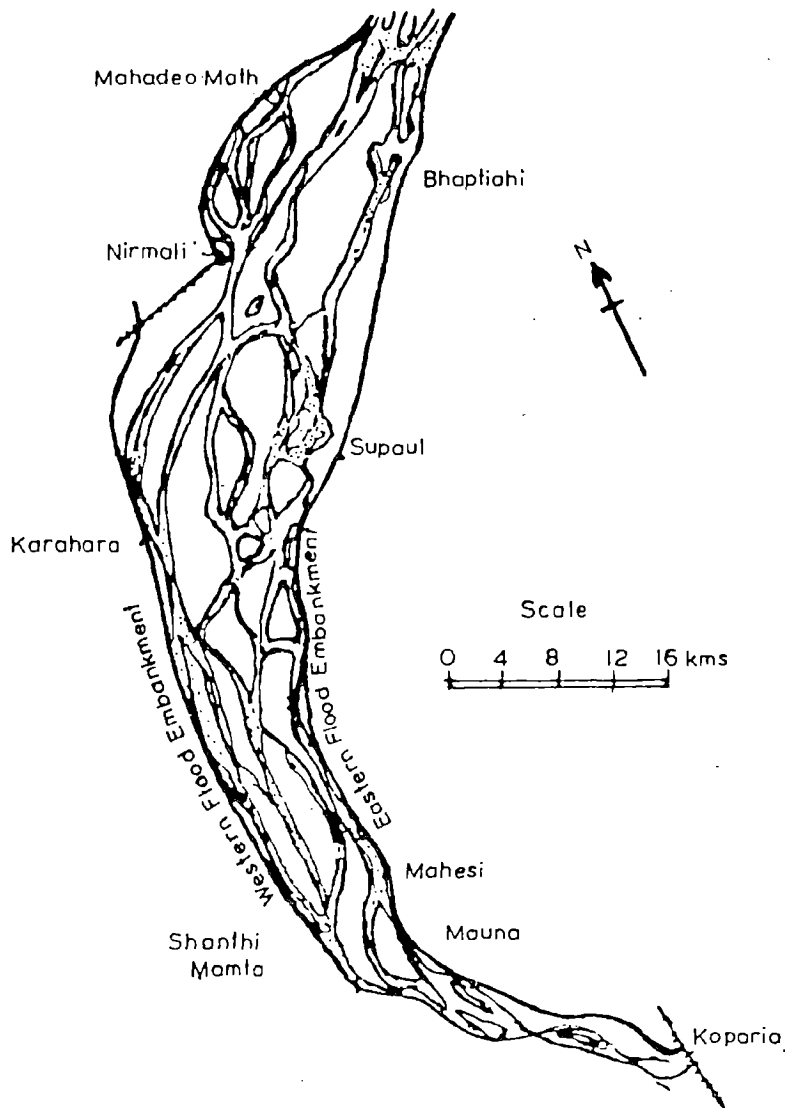 Mahadeo Math
Bhaptiahi
N
Nirmali
Supaul
Karahara
Scale
0 4 8 12 16 kms
Western Flood Embankment
Eastern Flood Embankment
Mahesi
Mauna
Shanthi
Mamta
Koparia